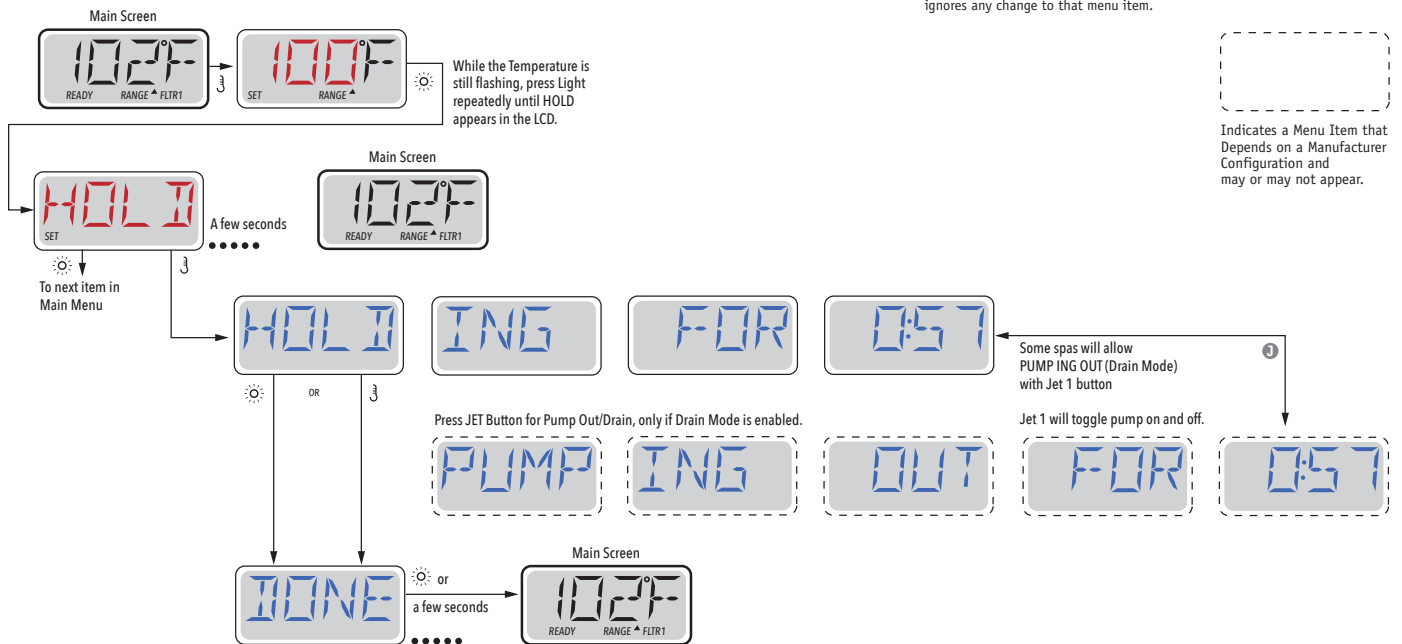 ignores any change to that menu item.
Main Screen
102°F
READY RANGE FLTR1
100°F
SET RANGE
While the Temperature is
still flashing, press Light
repeatedly until HOLD
appears in the LCD.
Indicates a Menu Item that
Depends on a Manufacturer
Configuration and
may or may not appear.
HOLD
SET
A few seconds
Main Screen
102°F
READY RANGE FLTR1
To next item in
Main Menu
HOLD
ING
FOR
0:57
Some spas will allow
PUMP ING OUT (Drain Mode)
with Jet 1 button
J
OR
Press JET Button for Pump Out/Drain, only if Drain Mode is enabled.
Jet 1 will toggle pump on and off.
PUMP
ING
OUT
FOR
0:57
DONE
or
a few seconds
Main Screen
102°F
READY RANGE FLTR1